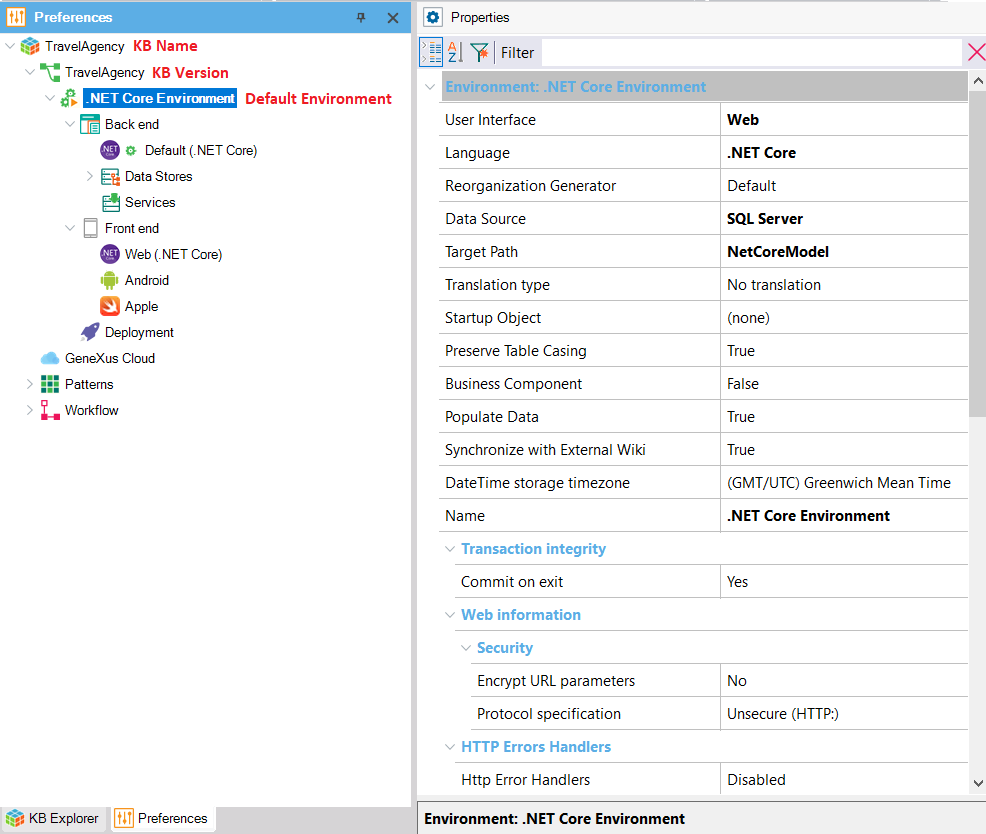 Preferences
TravelAgency KB Name
TravelAgency KB Version
.NET Core Environment Default Environment
Back end
Default (.NET Core)
Data Stores
Services
Front end
Web (.NET Core)
Android
Apple
Deployment
GeneXus Cloud
Patterns
Workflow
KB Explorer
Preferences
Properties
Filter
Environment: .NET Core Environment
User Interface Web
Language .NET Core
Reorganization Generator Default
Data Source SQL Server
Target Path NetCoreModel
Translation type No translation
Startup Object (none)
Preserve Table Casing True
Business Component False
Populate Data True
Synchronize with External Wiki True
DateTime storage timezone (GMT/UTC) Greenwich Mean Time
Name .NET Core Environment
Transaction integrity
Commit on exit Yes
Web information
Security
Encrypt URL parameters No
Protocol specification Unsecure (HTTP:)
HTTP Errors Handlers
Http Error Handlers Disabled
Environment: .NET Core Environment